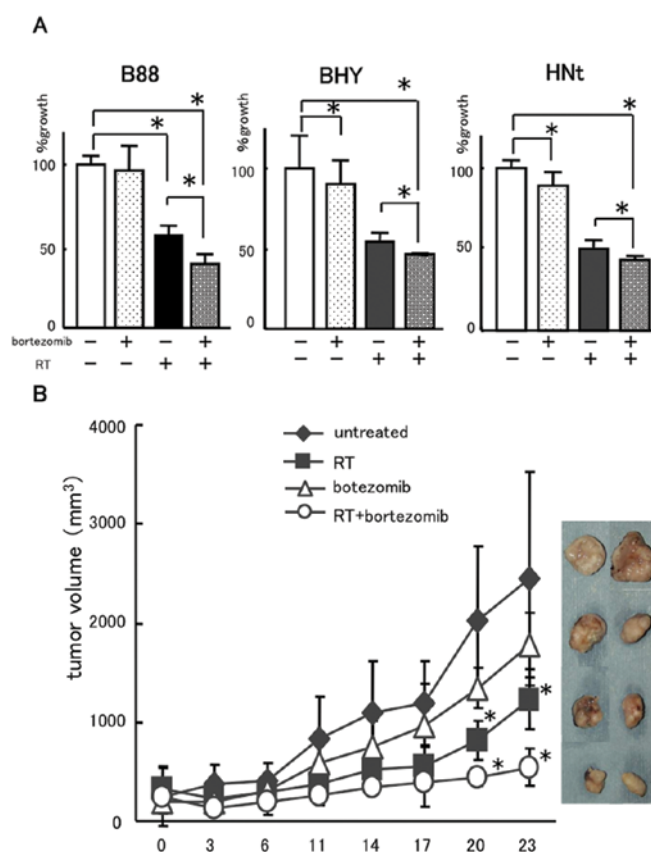 A
B88 BHY HNt
%growth %growth %growth
* * *
* * *
* * *
100 100 100
50 50 50
0 0 0
bortezomib − + − + − + − + − + − +
RT − − + + − − + + − − + +
B
4000
3000
2000
1000
0
tumor volume (mm³)
untreated
RT
botezomib
RT+bortezomib
* *
* *
0 3 6 11 14 17 20 23